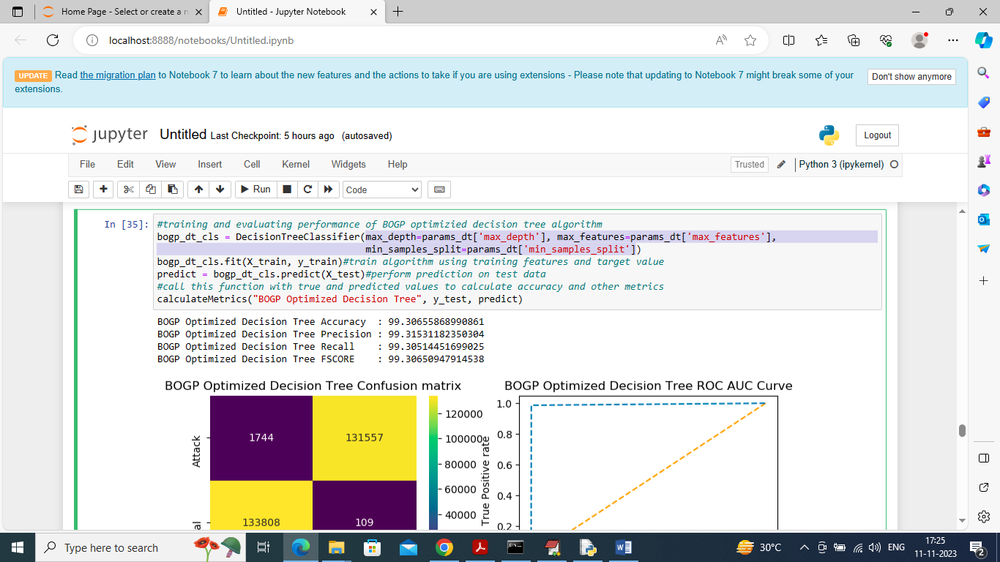 Home Page - Select or create a n
Untitled - Jupyter Notebook
localhost:8888/notebooks/Untitled.ipynb
UPDATE Read the migration plan to Notebook 7 to learn about the new features and the actions to take if you are using extensions - Please note that updating to Notebook 7 might break some of your
extensions.
Don't show anymore
jupyter Untitled Last Checkpoint: 5 hours ago (autosaved)
Logout
File Edit View Insert Cell Kernel Widgets Help
Trusted
Python 3 (ipykernel)
Run
Code
In [35]:
#training and evaluating performance of BOGP optimizied decision tree algorithm
bogp_dt_cls = DecisionTreeClassifier(max_depth=params_dt['max_depth'], max_features=params_dt['max_features'],
min_samples_split=params_dt['min_samples_split'])
bogp_dt_cls.fit(X_train, y_train)#train algorithm using training features and target value
predict = bogp_dt_cls.predict(X_test)#perform prediction on test data
#call this function with true and predicted values to calculate accuracy and other metrics
calculateMetrics("BOGP Optimized Decision Tree", y_test, predict)
BOGP Optimized Decision Tree Accuracy : 99.30655868990861
BOGP Optimized Decision Tree Precision : 99.31531182350304
BOGP Optimized Decision Tree Recall : 99.30514451699025
BOGP Optimized Decision Tree FSCORE : 99.30650947914538
BOGP Optimized Decision Tree Confusion matrix
Attack
1744
131557
133808
109
al
120000
100000
80000
60000
40000
BOGP Optimized Decision Tree ROC AUC Curve
True Positive rate
1.0
0.8
0.6
0.4
0.2
Type here to search
30°C
ENG
17:25
11-11-2023
2